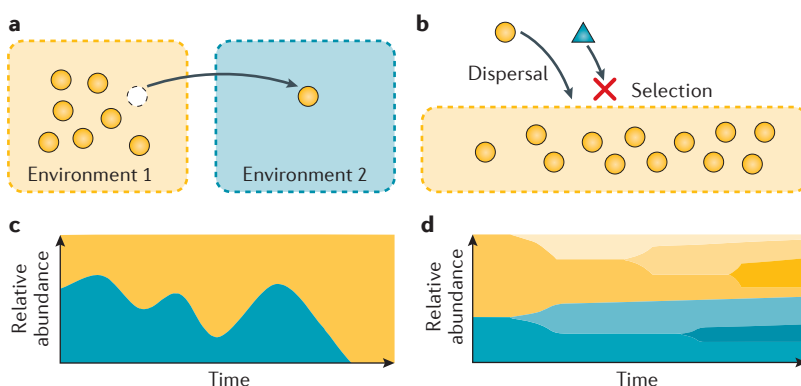 a
Environment 1
Environment 2
b
Dispersal
Selection
c
Relative
abundance
Time
d
Relative
abundance
Time